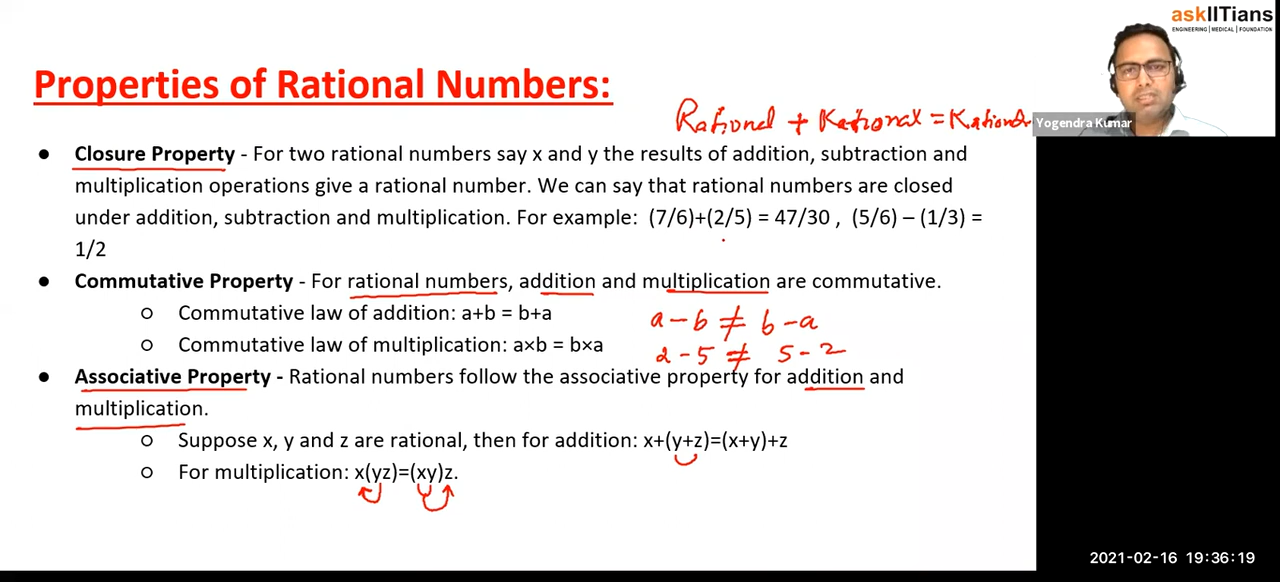 askIITians
ENGINEERING | MEDICAL | FOUNDATION
Properties of Rational Numbers:
Rational + Rational = Rational
Yogendra Kumar
● Closure Property - For two rational numbers say x and y the results of addition, subtraction and
multiplication operations give a rational number. We can say that rational numbers are closed
under addition, subtraction and multiplication. For example: (7/6)+(2/5) = 47/30 , (5/6) – (1/3) =
1/2
● Commutative Property - For rational numbers, addition and multiplication are commutative.
○ Commutative law of addition: a+b = b+a
a - b ≠ b - a
○ Commutative law of multiplication: a×b = b×a
2 - 5 ≠ 5 - 2
● Associative Property - Rational numbers follow the associative property for addition and
multiplication.
○ Suppose x, y and z are rational, then for addition: x+(y+z)=(x+y)+z
○ For multiplication: x(yz)=(xy)z.
2021-02-16 19:36:19